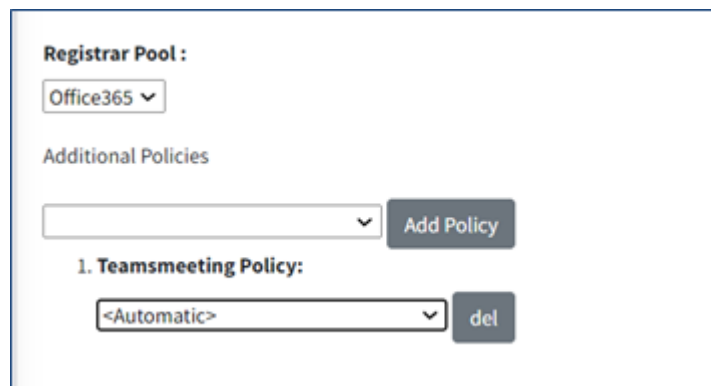 Registrar Pool :
Office365
Additional Policies
Add Policy
1. Teamsmeeting Policy:
<Automatic>
del